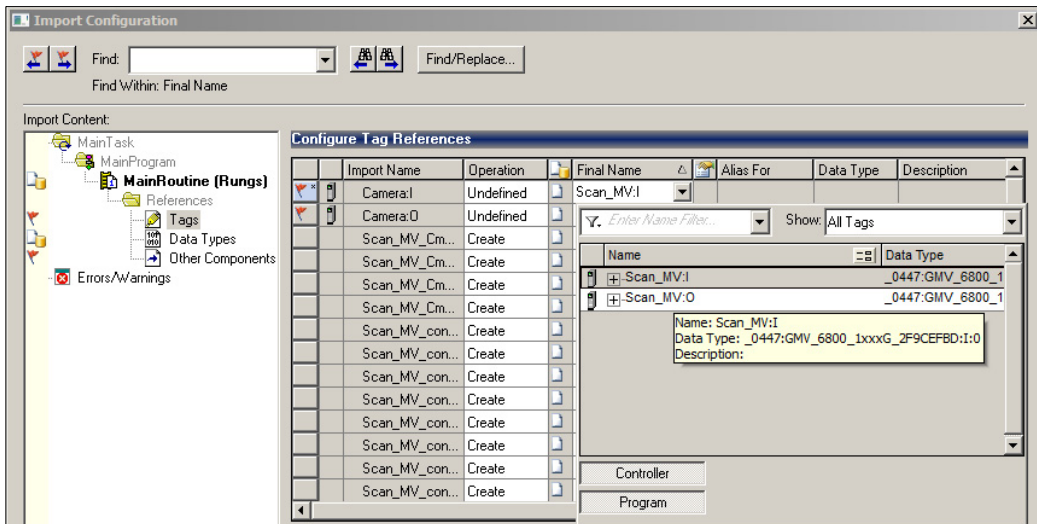 Import Configuration
Find:
Find/Replace...
Find Within: Final Name
Import Content:
MainTask
MainProgram
MainRoutine (Rungs)
References
Tags
Data Types
Other Components
Errors/Warnings
Configure Tag References
Import Name Operation Final Name Alias For Data Type Description
Camera:I Undefined Scan_MV:I
Camera:O Undefined
Scan_MV_Cm... Create
Scan_MV_Cm... Create
Scan_MV_Cm... Create
Scan_MV_Cm... Create
Scan_MV_con... Create
Scan_MV_con... Create
Scan_MV_con... Create
Scan_MV_con... Create
Scan_MV_con... Create
Scan_MV_con... Create
Scan_MV_con... Create
Scan_MV_con... Create
Enter Name Filter... Show: All Tags
Name Data Type
Scan_MV:I _0447:GMV_6800_1
Scan_MV:O _0447:GMV_6800_1
Name: Scan_MV:I
Data Type: _0447:GMV_6800_1xxxG_2F9CEFBD:I:0
Description:
Controller
Program